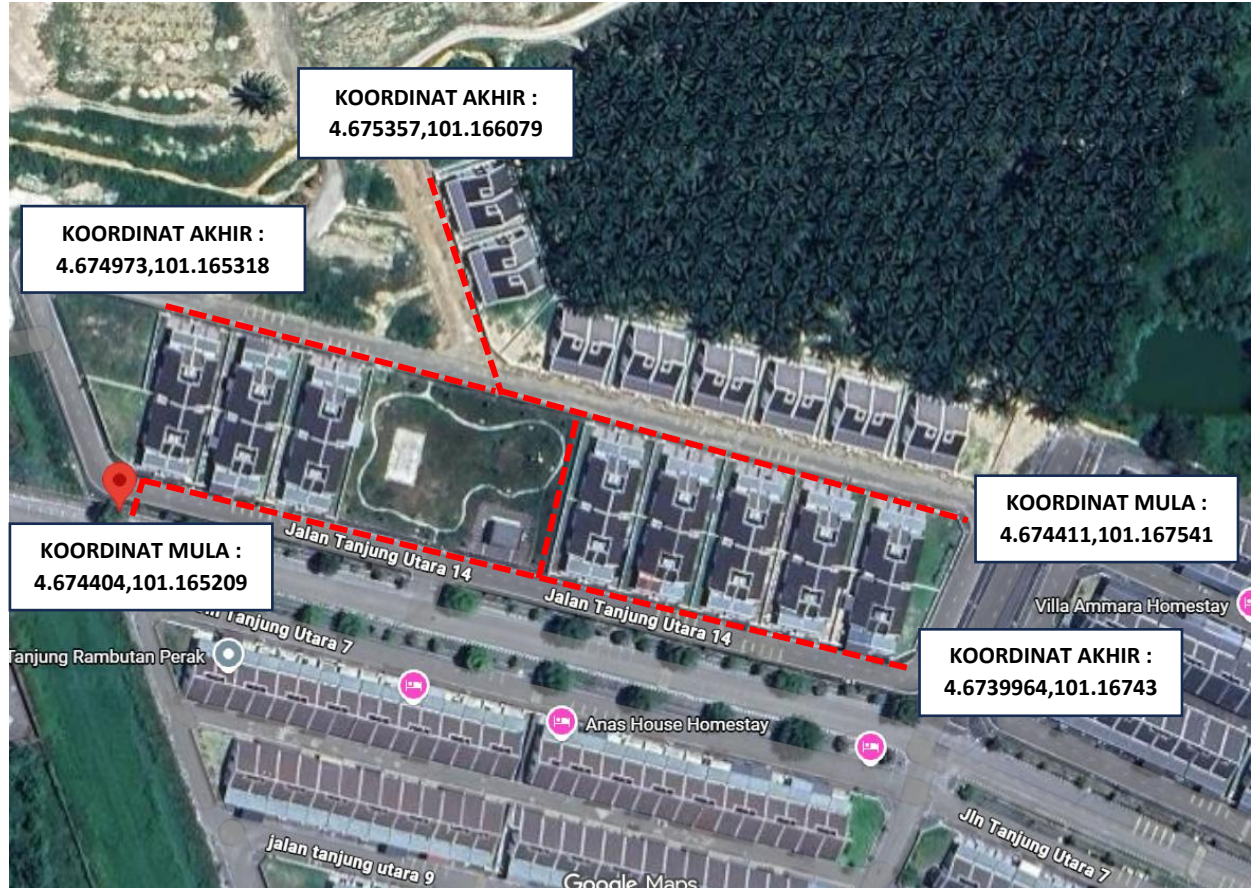 KOORDINAT AKHIR :
4.675357,101.166079
KOORDINAT AKHIR :
4.674973,101.165318
KOORDINAT MULA :
4.674411,101.167541
KOORDINAT MULA :
4.674404,101.165209
Jalan Tanjung Utara 14
Jalan Tanjung Utara 14
Villa Ammara Homestay
Tanjung Utara 7
Tanjung Rambutan Perak
KOORDINAT AKHIR :
4.6739964,101.16743
Anas House Homestay
Jln Tanjung Utara 7
jalan tanjung utara 9
Google Maps